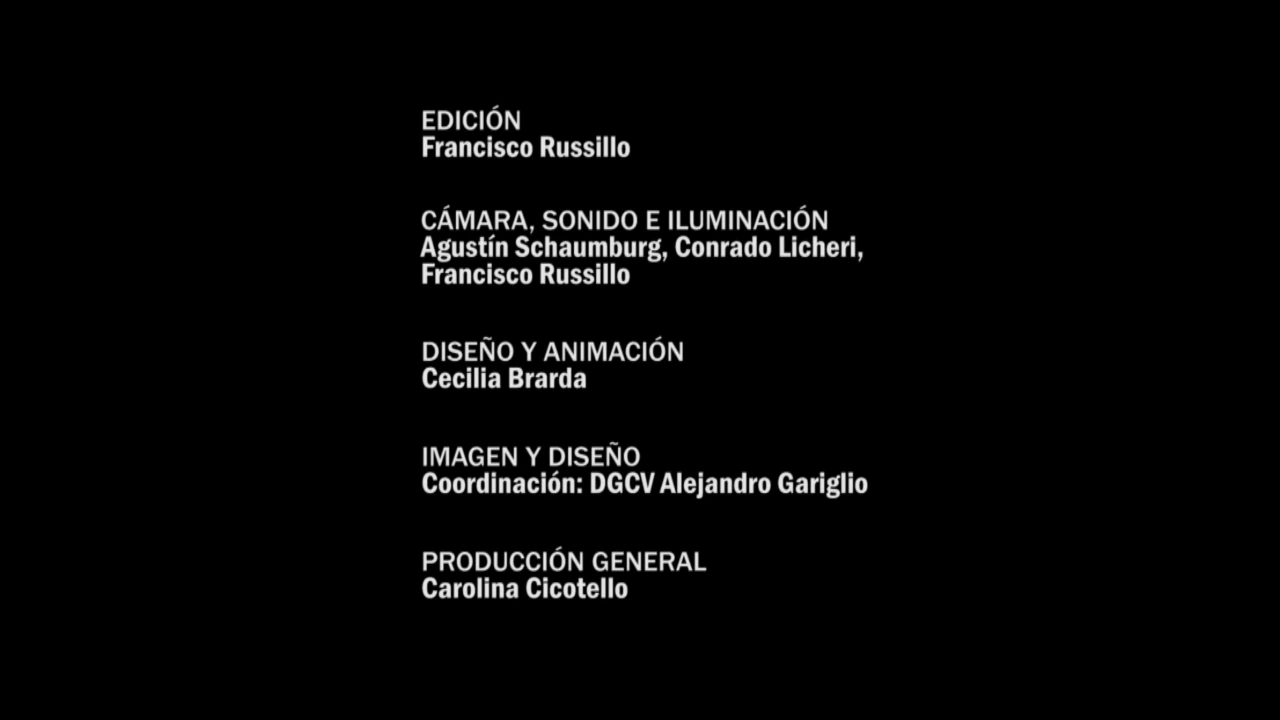 EDICIÓN
Francisco Russillo
CÁMARA, SONIDO E ILUMINACIÓN
Agustín Schaumburg, Conrado Licheri,
Francisco Russillo
DISEÑO Y ANIMACIÓN
Cecilia Brarda
IMAGEN Y DISEÑO
Coordinación: DGCV Alejandro Gariglio
PRODUCCIÓN GENERAL
Carolina Cicotello